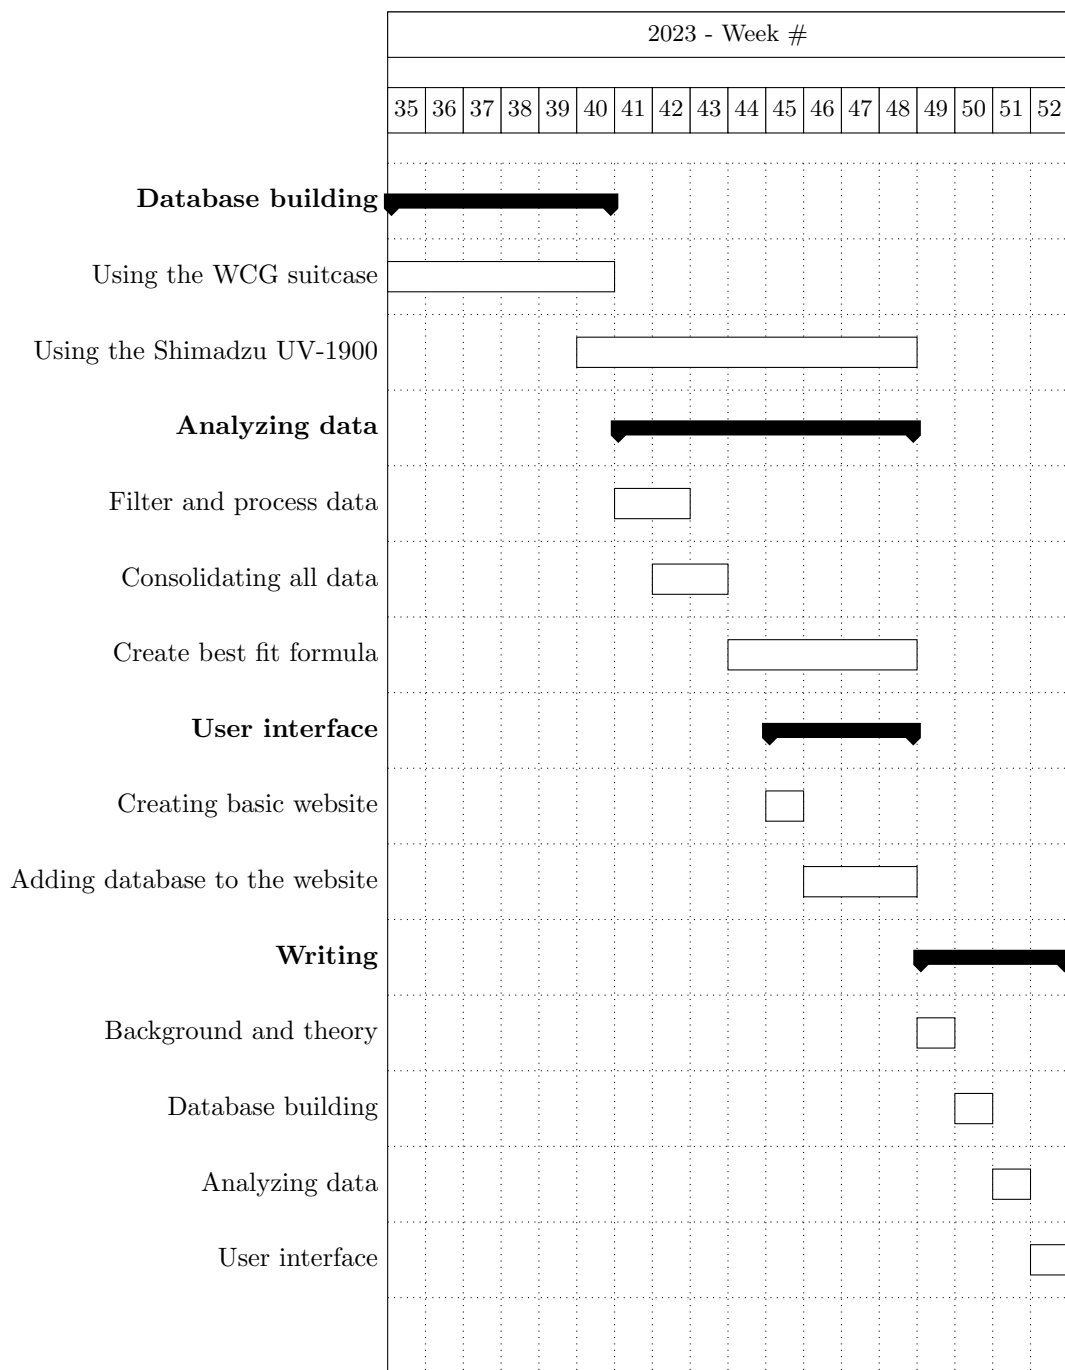 2023 - Week #
35 36 37 38 39 40 41 42 43 44 45 46 47 48 49 50 51 52
Database building
Using the WCG suitcase
Using the Shimadzu UV-1900
Analyzing data
Filter and process data
Consolidating all data
Create best fit formula
User interface
Creating basic website
Adding database to the website
Writing
Background and theory
Database building
Analyzing data
User interface